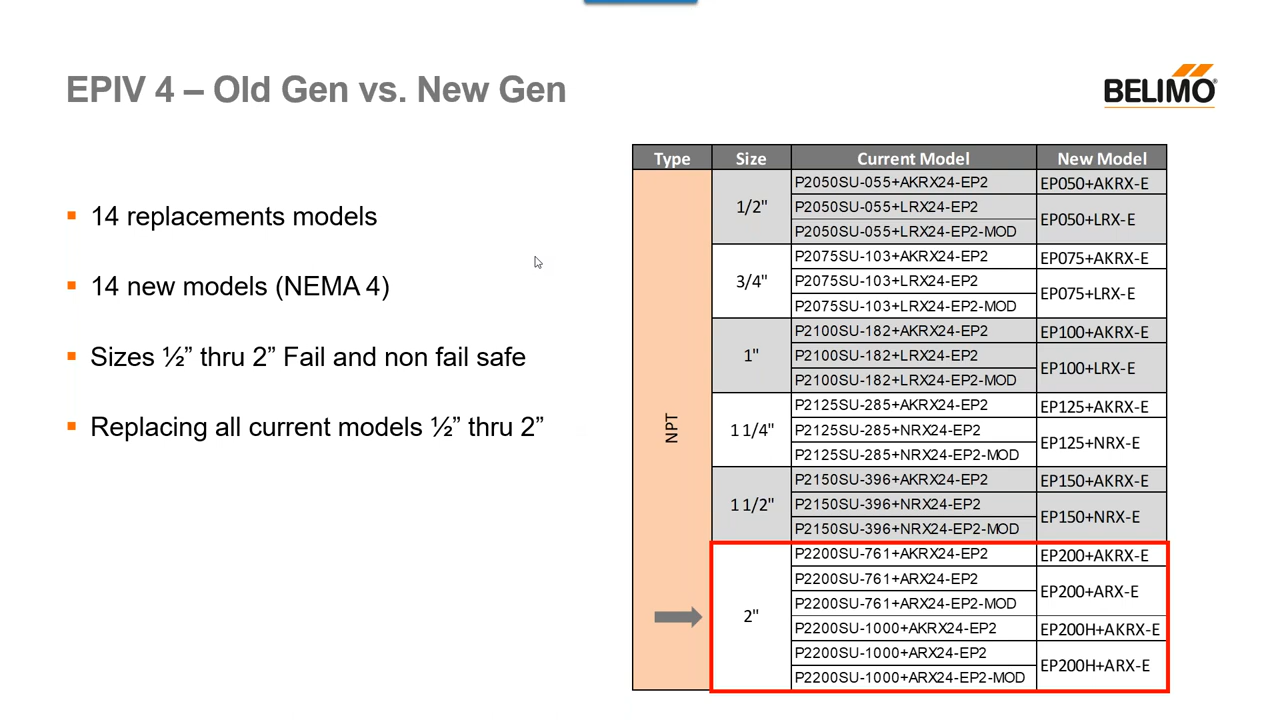 EPIV 4 – Old Gen vs. New Gen
BELIMO®
▪ 14 replacements models
▪ 14 new models (NEMA 4)
▪ Sizes ½” thru 2” Fail and non fail safe
▪ Replacing all current models ½” thru 2”
Type Size Current Model New Model
NPT
1/2"
P2050SU-055+AKRX24-EP2 EP050+AKRX-E
P2050SU-055+LRX24-EP2 EP050+LRX-E
P2050SU-055+LRX24-EP2-MOD
3/4"
P2075SU-103+AKRX24-EP2 EP075+AKRX-E
P2075SU-103+LRX24-EP2 EP075+LRX-E
P2075SU-103+LRX24-EP2-MOD
1"
P2100SU-182+AKRX24-EP2 EP100+AKRX-E
P2100SU-182+LRX24-EP2 EP100+LRX-E
P2100SU-182+LRX24-EP2-MOD
1 1/4"
P2125SU-285+AKRX24-EP2 EP125+AKRX-E
P2125SU-285+NRX24-EP2 EP125+NRX-E
P2125SU-285+NRX24-EP2-MOD
1 1/2"
P2150SU-396+AKRX24-EP2 EP150+AKRX-E
P2150SU-396+NRX24-EP2 EP150+NRX-E
P2150SU-396+NRX24-EP2-MOD
2"
P2200SU-761+AKRX24-EP2 EP200+AKRX-E
P2200SU-761+ARX24-EP2 EP200+ARX-E
P2200SU-761+ARX24-EP2-MOD
P2200SU-1000+AKRX24-EP2 EP200H+AKRX-E
P2200SU-1000+ARX24-EP2 EP200H+ARX-E
P2200SU-1000+ARX24-EP2-MOD